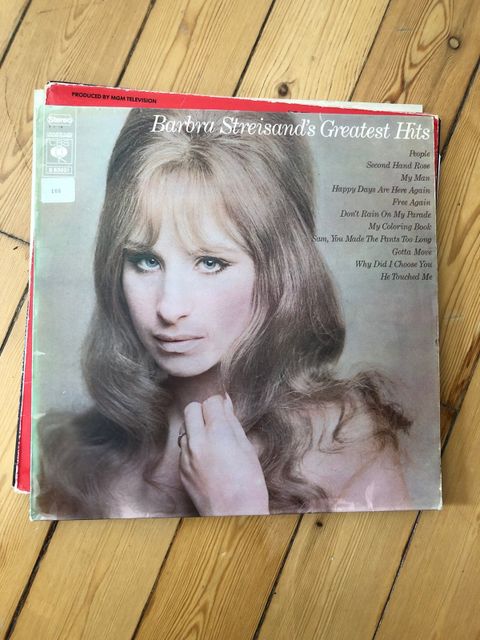 PRODUCED BY MGM TELEVISION
Stereo
CBS
Barbra Streisand's Greatest Hits
People
Second Hand Rose
My Man
Happy Days Are Here Again
Free Again
Don't Rain On My Parade
My Coloring Book
Sam, You Made The Pants Too Long
Gotta Move
Why Did I Choose You
He Touched Me